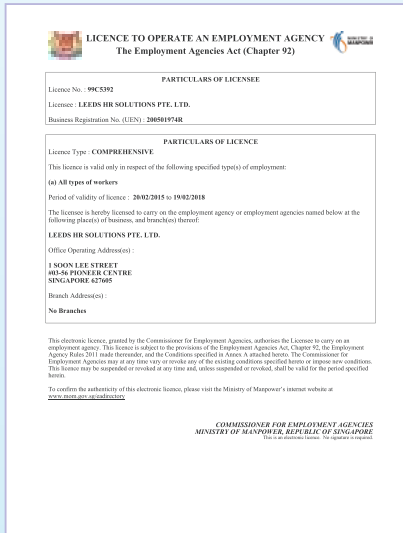 LICENCE TO OPERATE AN EMPLOYMENT AGENCY
The Employment Agencies Act (Chapter 92)
MINISTRY OF
MANPOWER
PARTICULARS OF LICENSEE
Licence No. : 99C5392
Licensee : LEEDS HR SOLUTIONS PTE. LTD.
Business Registration No. (UEN) : 200501974R
PARTICULARS OF LICENCE
Licence Type : COMPREHENSIVE
This licence is valid only in respect of the following specified type(s) of employment:
(a) All types of workers
Period of validity of licence : 20/02/2015 to 19/02/2018
The licensee is hereby licensed to carry on the employment agency or employment agencies named below at the
following place(s) of business, and branch(es) thereof:
LEEDS HR SOLUTIONS PTE. LTD.
Office Operating Address(es) :
1 SOON LEE STREET
#03-56 PIONEER CENTRE
SINGAPORE 627605
Branch Address(es) :
No Branches
This electronic licence, granted by the Commissioner for Employment Agencies, authorises the Licensee to carry on an
employment agency. This licence is subject to the provisions of the Employment Agencies Act, Chapter 92, the Employment
Agency Rules 2011 made thereunder, and the Conditions specified in Annex A attached hereto. The Commissioner for
Employment Agencies may at any time vary or revoke any of the existing conditions specified hereto or impose new conditions.
This licence may be suspended or revoked at any time and, unless suspended or revoked, shall be valid for the period specified
herein.
To confirm the authenticity of this electronic licence, please visit the Ministry of Manpower's internet website at
www.mom.gov.sg/eadirectory
COMMISSIONER FOR EMPLOYMENT AGENCIES
MINISTRY OF MANPOWER, REPUBLIC OF SINGAPORE
This is an electronic licence. No signature is required.